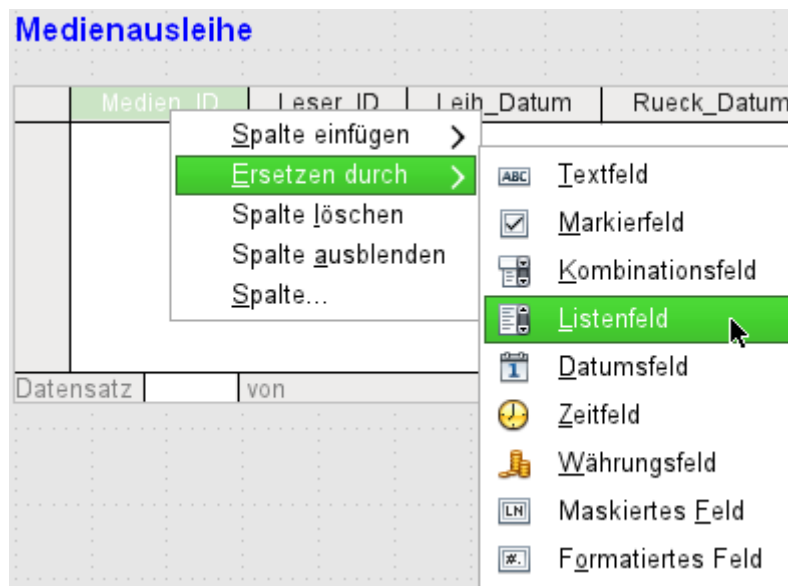 Medienausleihe
Medien_ID Leser_ID Leih_Datum Rueck_Datum
Spalte einfügen
Ersetzen durch
Spalte löschen
Spalte ausblenden
Spalte...
ABC Textfeld
Markierfeld
Kombinationsfeld
Listenfeld
1 Datumsfeld
Zeitfeld
Währungsfeld
LN Maskiertes Feld
#. Formatiertes Feld
Datensatz von